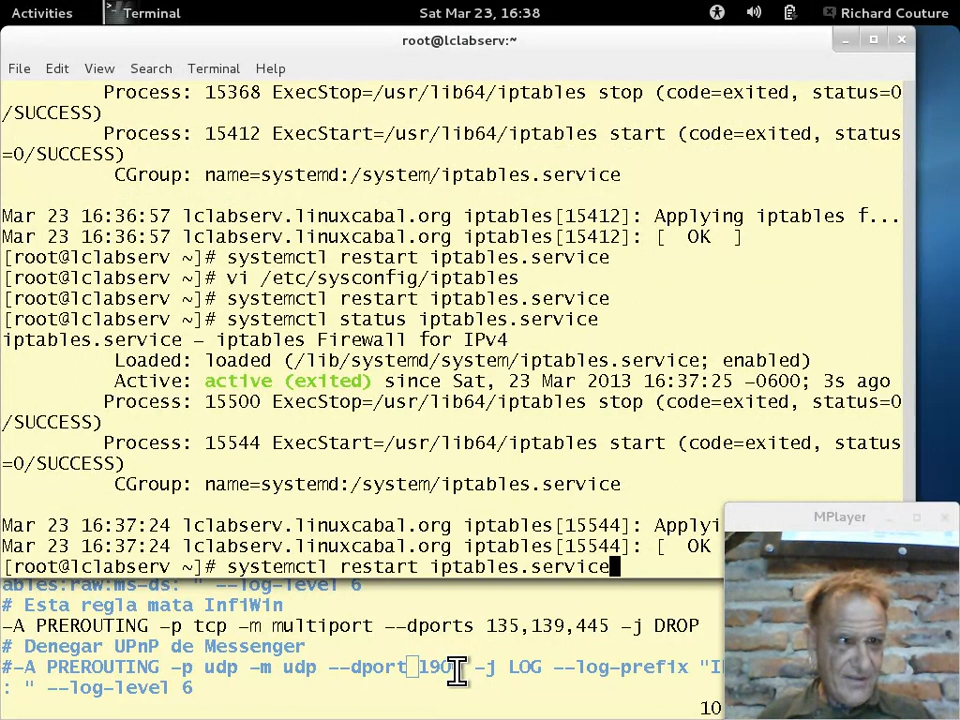 Activities Terminal Sat Mar 23, 16:38 Richard Couture
root@lclabserv:~
File Edit View Search Terminal Help
Process: 15368 ExecStop=/usr/lib64/iptables stop (code=exited, status=0
/SUCCESS)
Process: 15412 ExecStart=/usr/lib64/iptables start (code=exited, status
=0/SUCCESS)
CGroup: name=systemd:/system/iptables.service
Mar 23 16:36:57 lclabserv.linuxcabal.org iptables[15412]: Applying iptables f...
Mar 23 16:36:57 lclabserv.linuxcabal.org iptables[15412]: [ OK ]
[root@lclabserv ~]# systemctl restart iptables.service
[root@lclabserv ~]# vi /etc/sysconfig/iptables
[root@lclabserv ~]# systemctl restart iptables.service
[root@lclabserv ~]# systemctl status iptables.service
iptables.service - iptables Firewall for IPv4
Loaded: loaded (/lib/systemd/system/iptables.service; enabled)
Active: active (exited) since Sat, 23 Mar 2013 16:37:25 -0600; 3s ago
Process: 15500 ExecStop=/usr/lib64/iptables stop (code=exited, status=0
/SUCCESS)
Process: 15544 ExecStart=/usr/lib64/iptables start (code=exited, status
=0/SUCCESS)
CGroup: name=systemd:/system/iptables.service
Mar 23 16:37:24 lclabserv.linuxcabal.org iptables[15544]: Applyi
Mar 23 16:37:24 lclabserv.linuxcabal.org iptables[15544]: [ OK
[root@lclabserv ~]# systemctl restart iptables.service
MPlayer
ables:raw:ms-ds: " --log-level 6
# Esta regla mata InfiWin
-A PREROUTING -p tcp -m multiport --dports 135,139,445 -j DROP
# Denegar UPnP de Messenger
#-A PREROUTING -p udp -m udp --dport -j LOG --log-prefix "I
: " --log-level 6
10